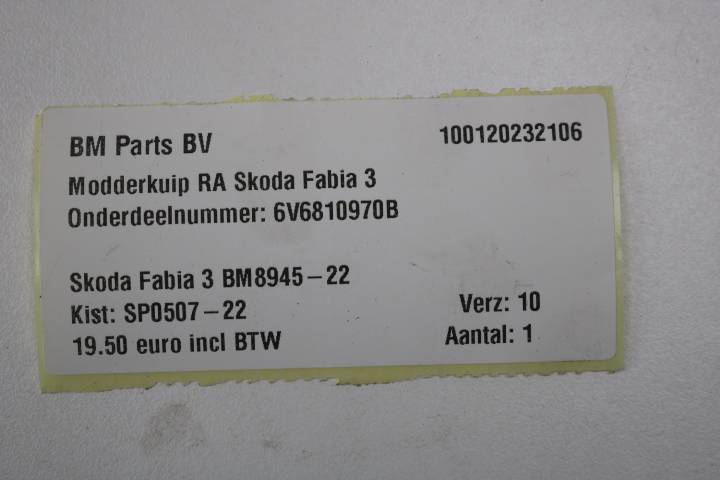 BM Parts BV 100120232106
Modderkuip RA Skoda Fabia 3
Onderdeelnummer: 6V6810970B
Skoda Fabia 3 BM8945-22
Kist: SP0507-22 Verz: 10
19.50 euro incl BTW Aantal: 1